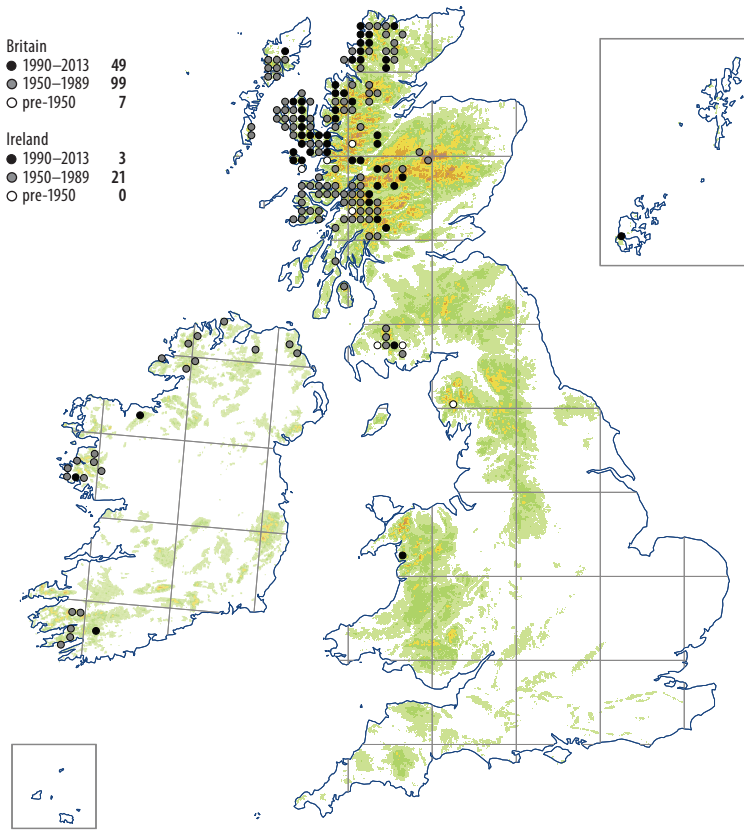 Britain
● 1990–2013 49
● 1950–1989 99
○ pre-1950 7
Ireland
● 1990–2013 3
● 1950–1989 21
○ pre-1950 0